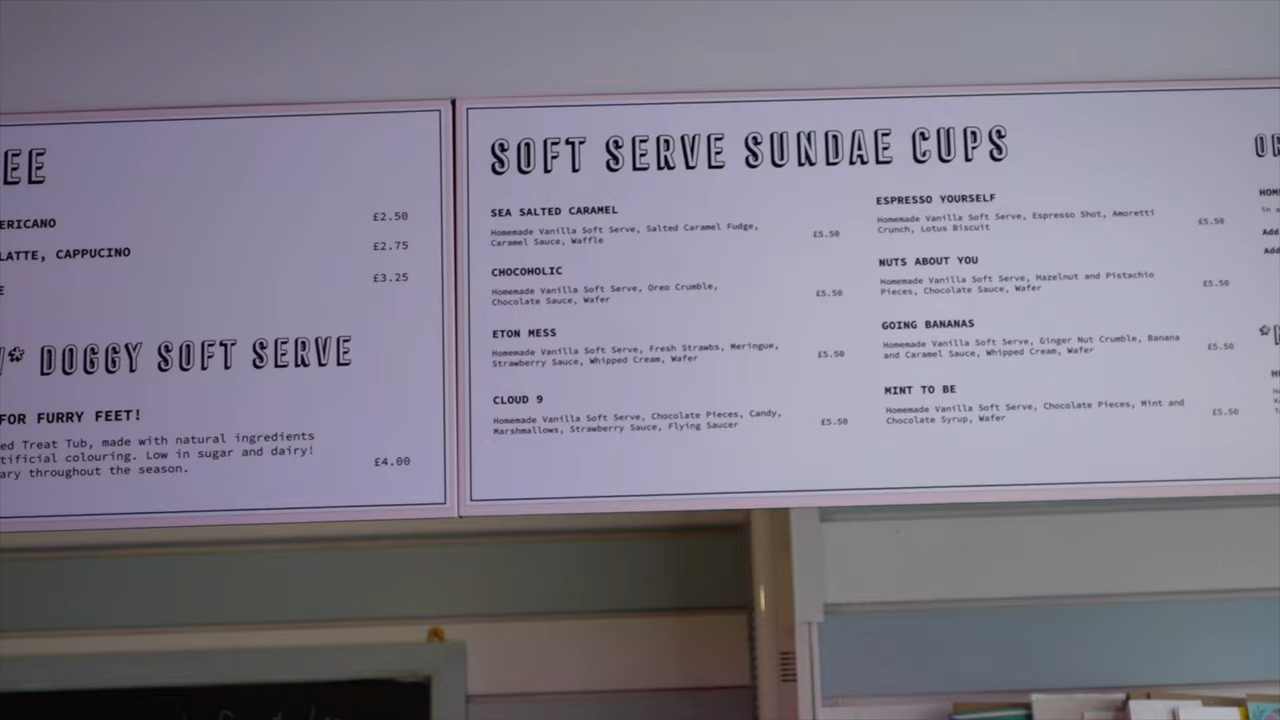 EE
ERICANO £2.50
LATTE, CAPPUCINO £2.75
E £3.25
DOGGY SOFT SERVE
FOR FURRY FEET!
ed Treat Tub, made with natural ingredients
tificial colouring. Low in sugar and dairy!
ary throughout the season. £4.00
SOFT SERVE SUNDAE CUPS
SEA SALTED CARAMEL
Homemade Vanilla Soft Serve, Salted Caramel Fudge,
Caramel Sauce, Waffle £5.50
CHOCOHOLIC
Homemade Vanilla Soft Serve, Oreo Crumble,
Chocolate Sauce, Wafer £5.50
ETON MESS
Homemade Vanilla Soft Serve, Fresh Strawbs, Meringue,
Strawberry Sauce, Whipped Cream, Wafer £5.50
CLOUD 9
Homemade Vanilla Soft Serve, Chocolate Pieces, Candy,
Marshmallows, Strawberry Sauce, Flying Saucer £5.50
ESPRESSO YOURSELF
Homemade Vanilla Soft Serve, Espresso Shot, Amoretti
Crunch, Lotus Biscuit £5.50
NUTS ABOUT YOU
Homemade Vanilla Soft Serve, Hazelnut and Pistachio
Pieces, Chocolate Sauce, Wafer £5.50
GOING BANANAS
Homemade Vanilla Soft Serve, Ginger Nut Crumble, Banana
and Caramel Sauce, Whipped Cream, Wafer £5.50
MINT TO BE
Homemade Vanilla Soft Serve, Chocolate Pieces, Mint and
Chocolate Syrup, Wafer £5.50
HOM
in a
Add
Add